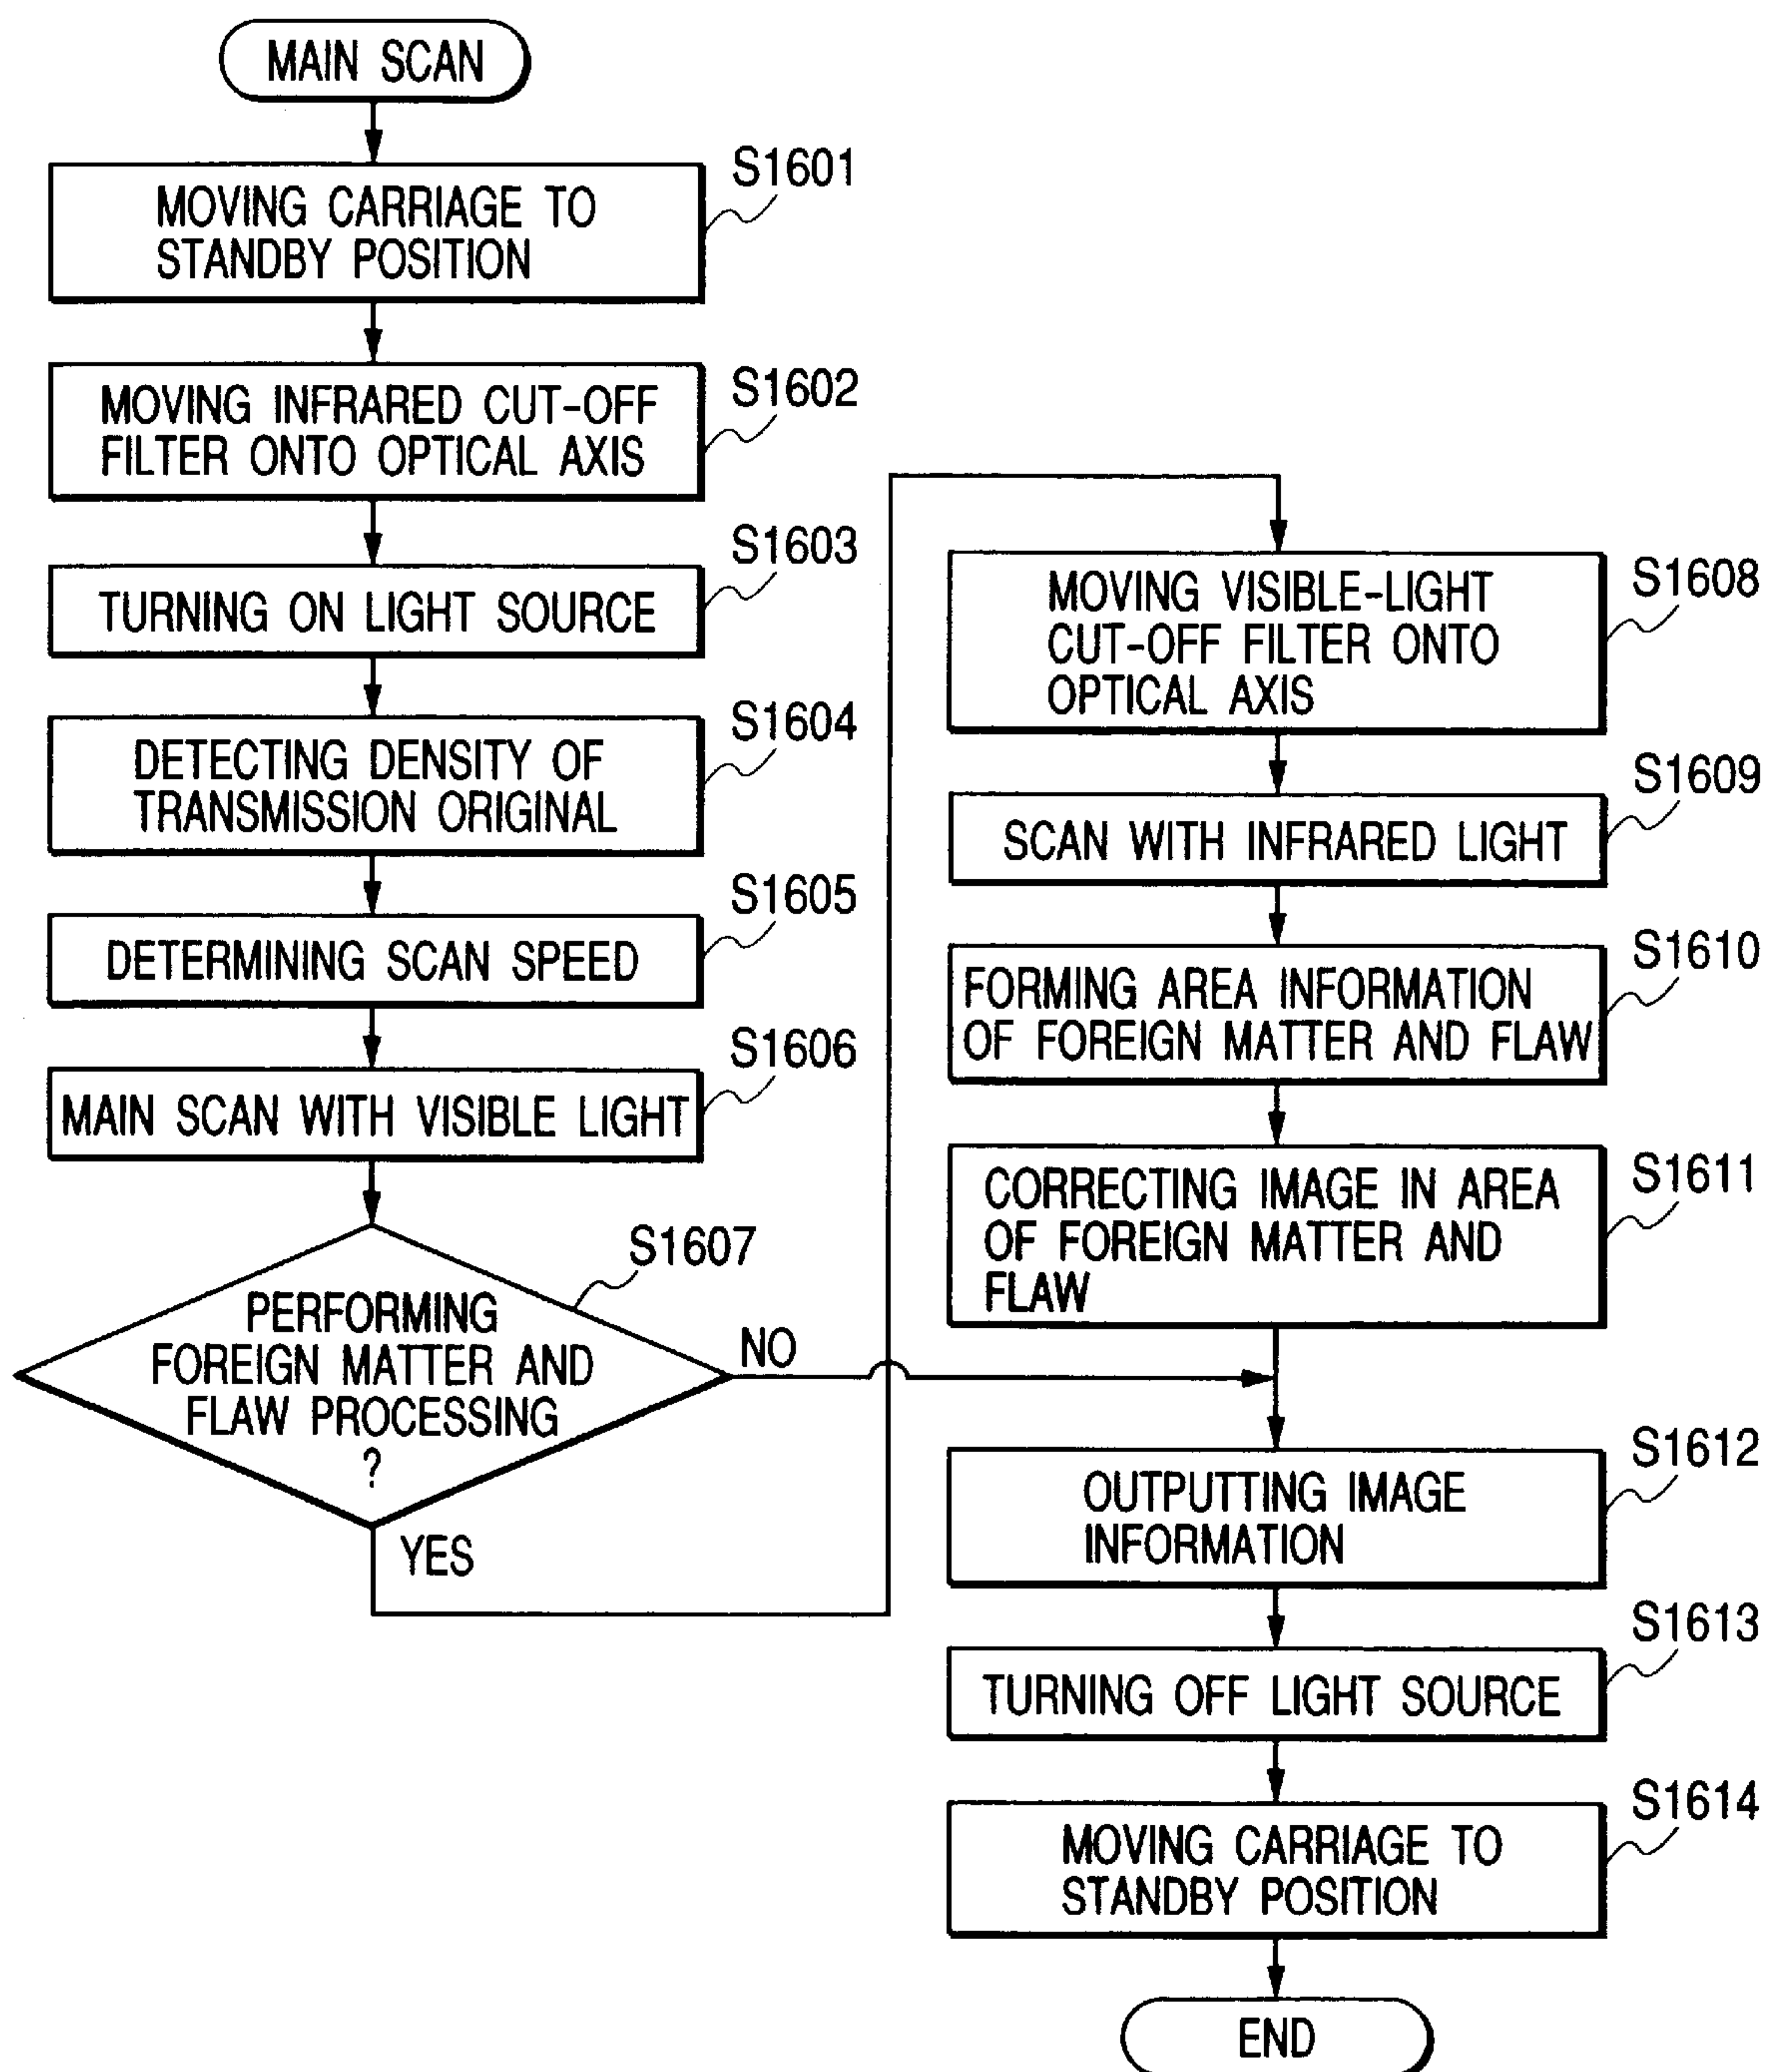 MAIN SCAN
S1601
MOVING CARRIAGE TO
STANDBY POSITION
S1602
MOVING INFRARED CUT-OFF
FILTER ONTO OPTICAL AXIS
S1603
TURNING ON LIGHT SOURCE
S1604
DETECTING DENSITY OF
TRANSMISSION ORIGINAL
S1605
DETERMINING SCAN SPEED
S1606
MAIN SCAN WITH VISIBLE LIGHT
S1607
PERFORMING
FOREIGN MATTER AND
FLAW PROCESSING
?
NO
YES
S1608
MOVING VISIBLE-LIGHT
CUT-OFF FILTER ONTO
OPTICAL AXIS
S1609
SCAN WITH INFRARED LIGHT
S1610
FORMING AREA INFORMATION
OF FOREIGN MATTER AND FLAW
S1611
CORRECTING IMAGE IN AREA
OF FOREIGN MATTER AND
FLAW
S1612
OUTPUTTING IMAGE
INFORMATION
S1613
TURNING OFF LIGHT SOURCE
S1614
MOVING CARRIAGE TO
STANDBY POSITION
END